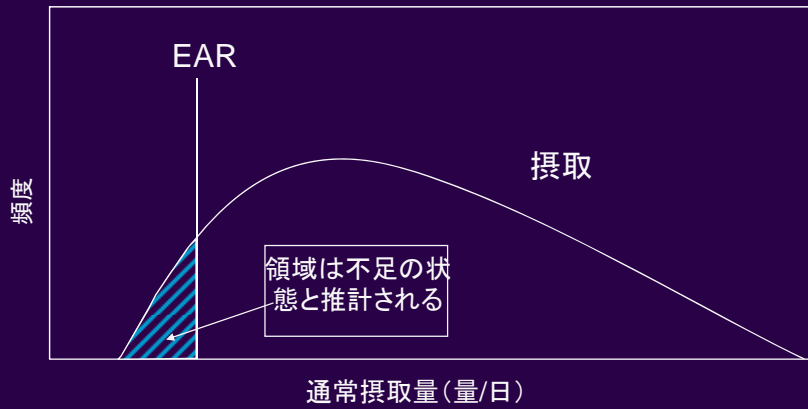 EAR
摂取
頻度
領域は不足の状
態と推計される
通常摂取量(量/日)